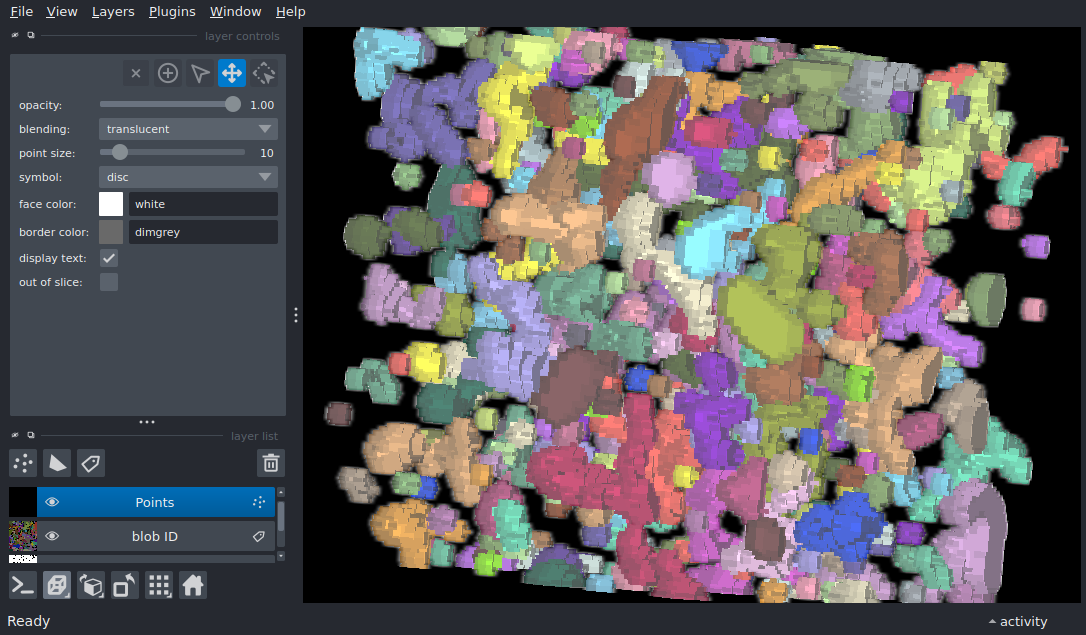 File View Layers Plugins Window Help
layer controls
opacity: 1.00
blending: translucent
point size: 10
symbol: disc
face color: white
border color: dimgrey
display text:
out of slice:
layer list
Points
blob ID
Ready activity